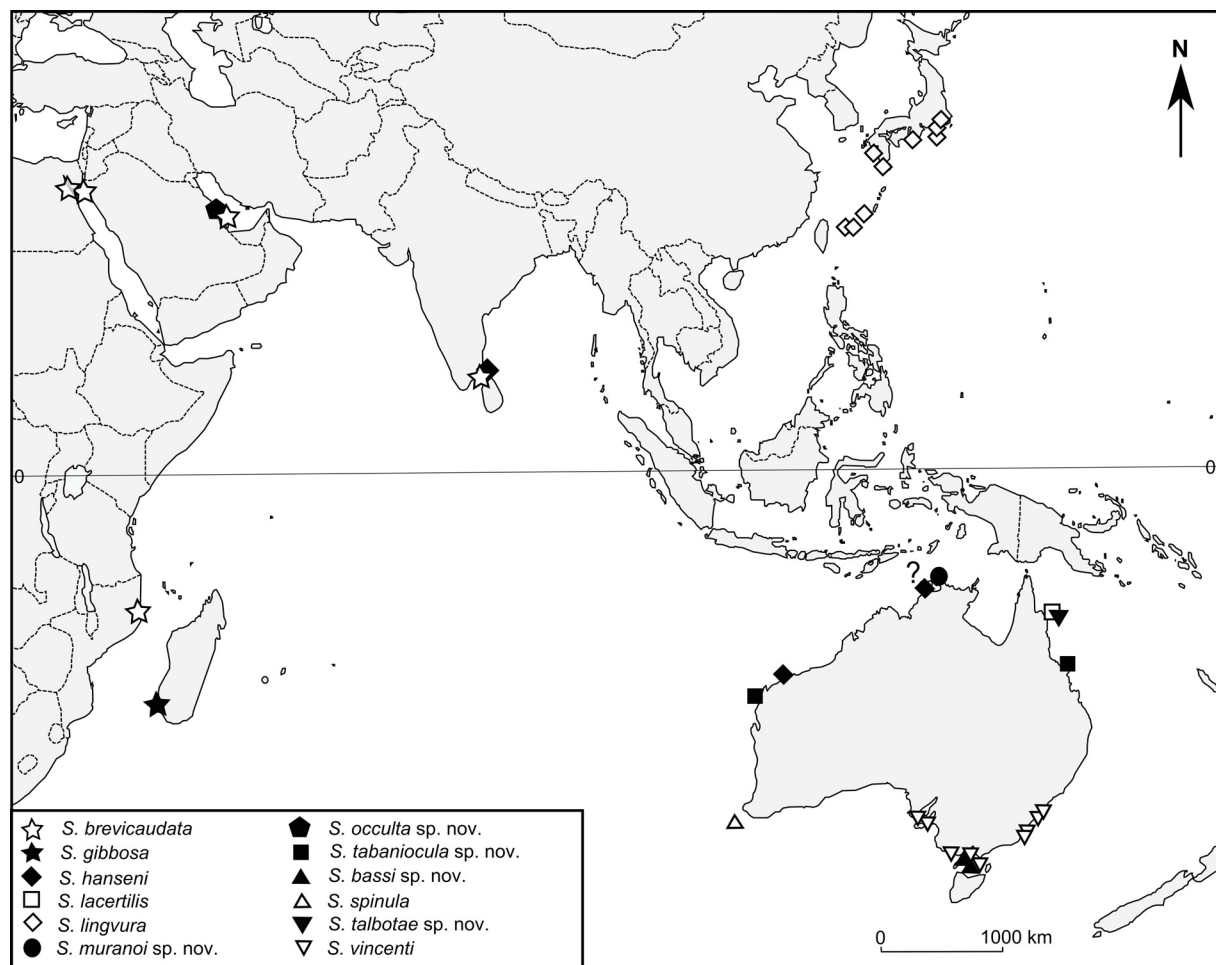 N
0 0
?
S. brevicaudata
S. gibbosa
S. hanseni
S. lacertilis
S. lingvura
S. muranoi sp. nov.
S. occulta sp. nov.
S. tabaniocula sp. nov.
S. bassi sp. nov.
S. spinula
S. talbotae sp. nov.
S. vincenti
0 1000 km